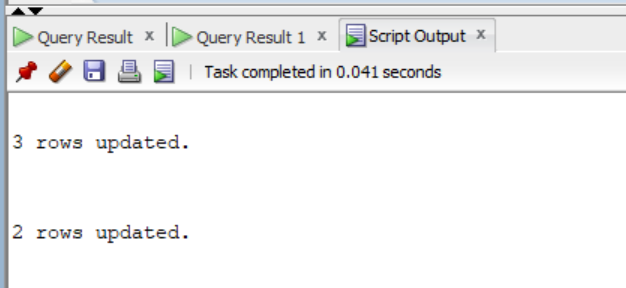 Query Result x Query Result 1 x Script Output x
Task completed in 0.041 seconds
3 rows updated.
2 rows updated.